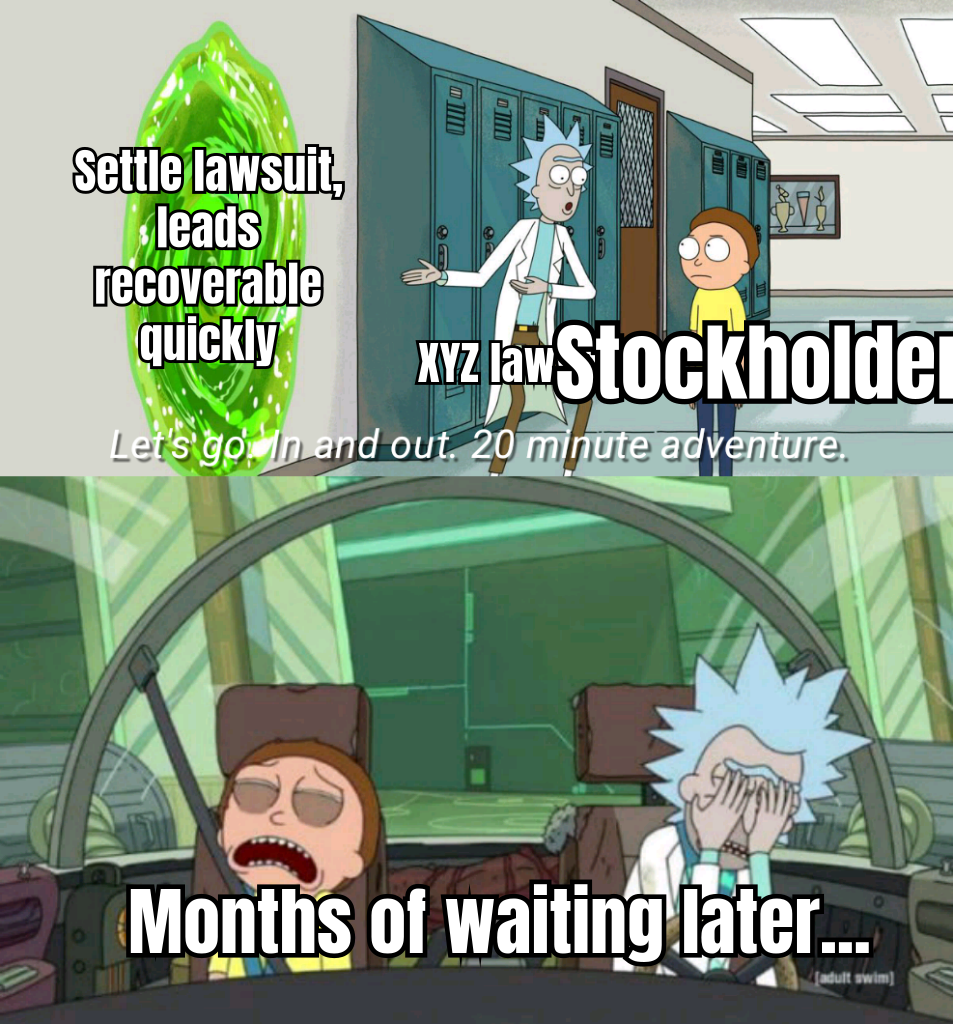 Settle lawsuit,
leads
recoverable
quickly
XYZ law
Stockholder
Let's go. In and out. 20 minute adventure.
Months of waiting later...
[adult swim]